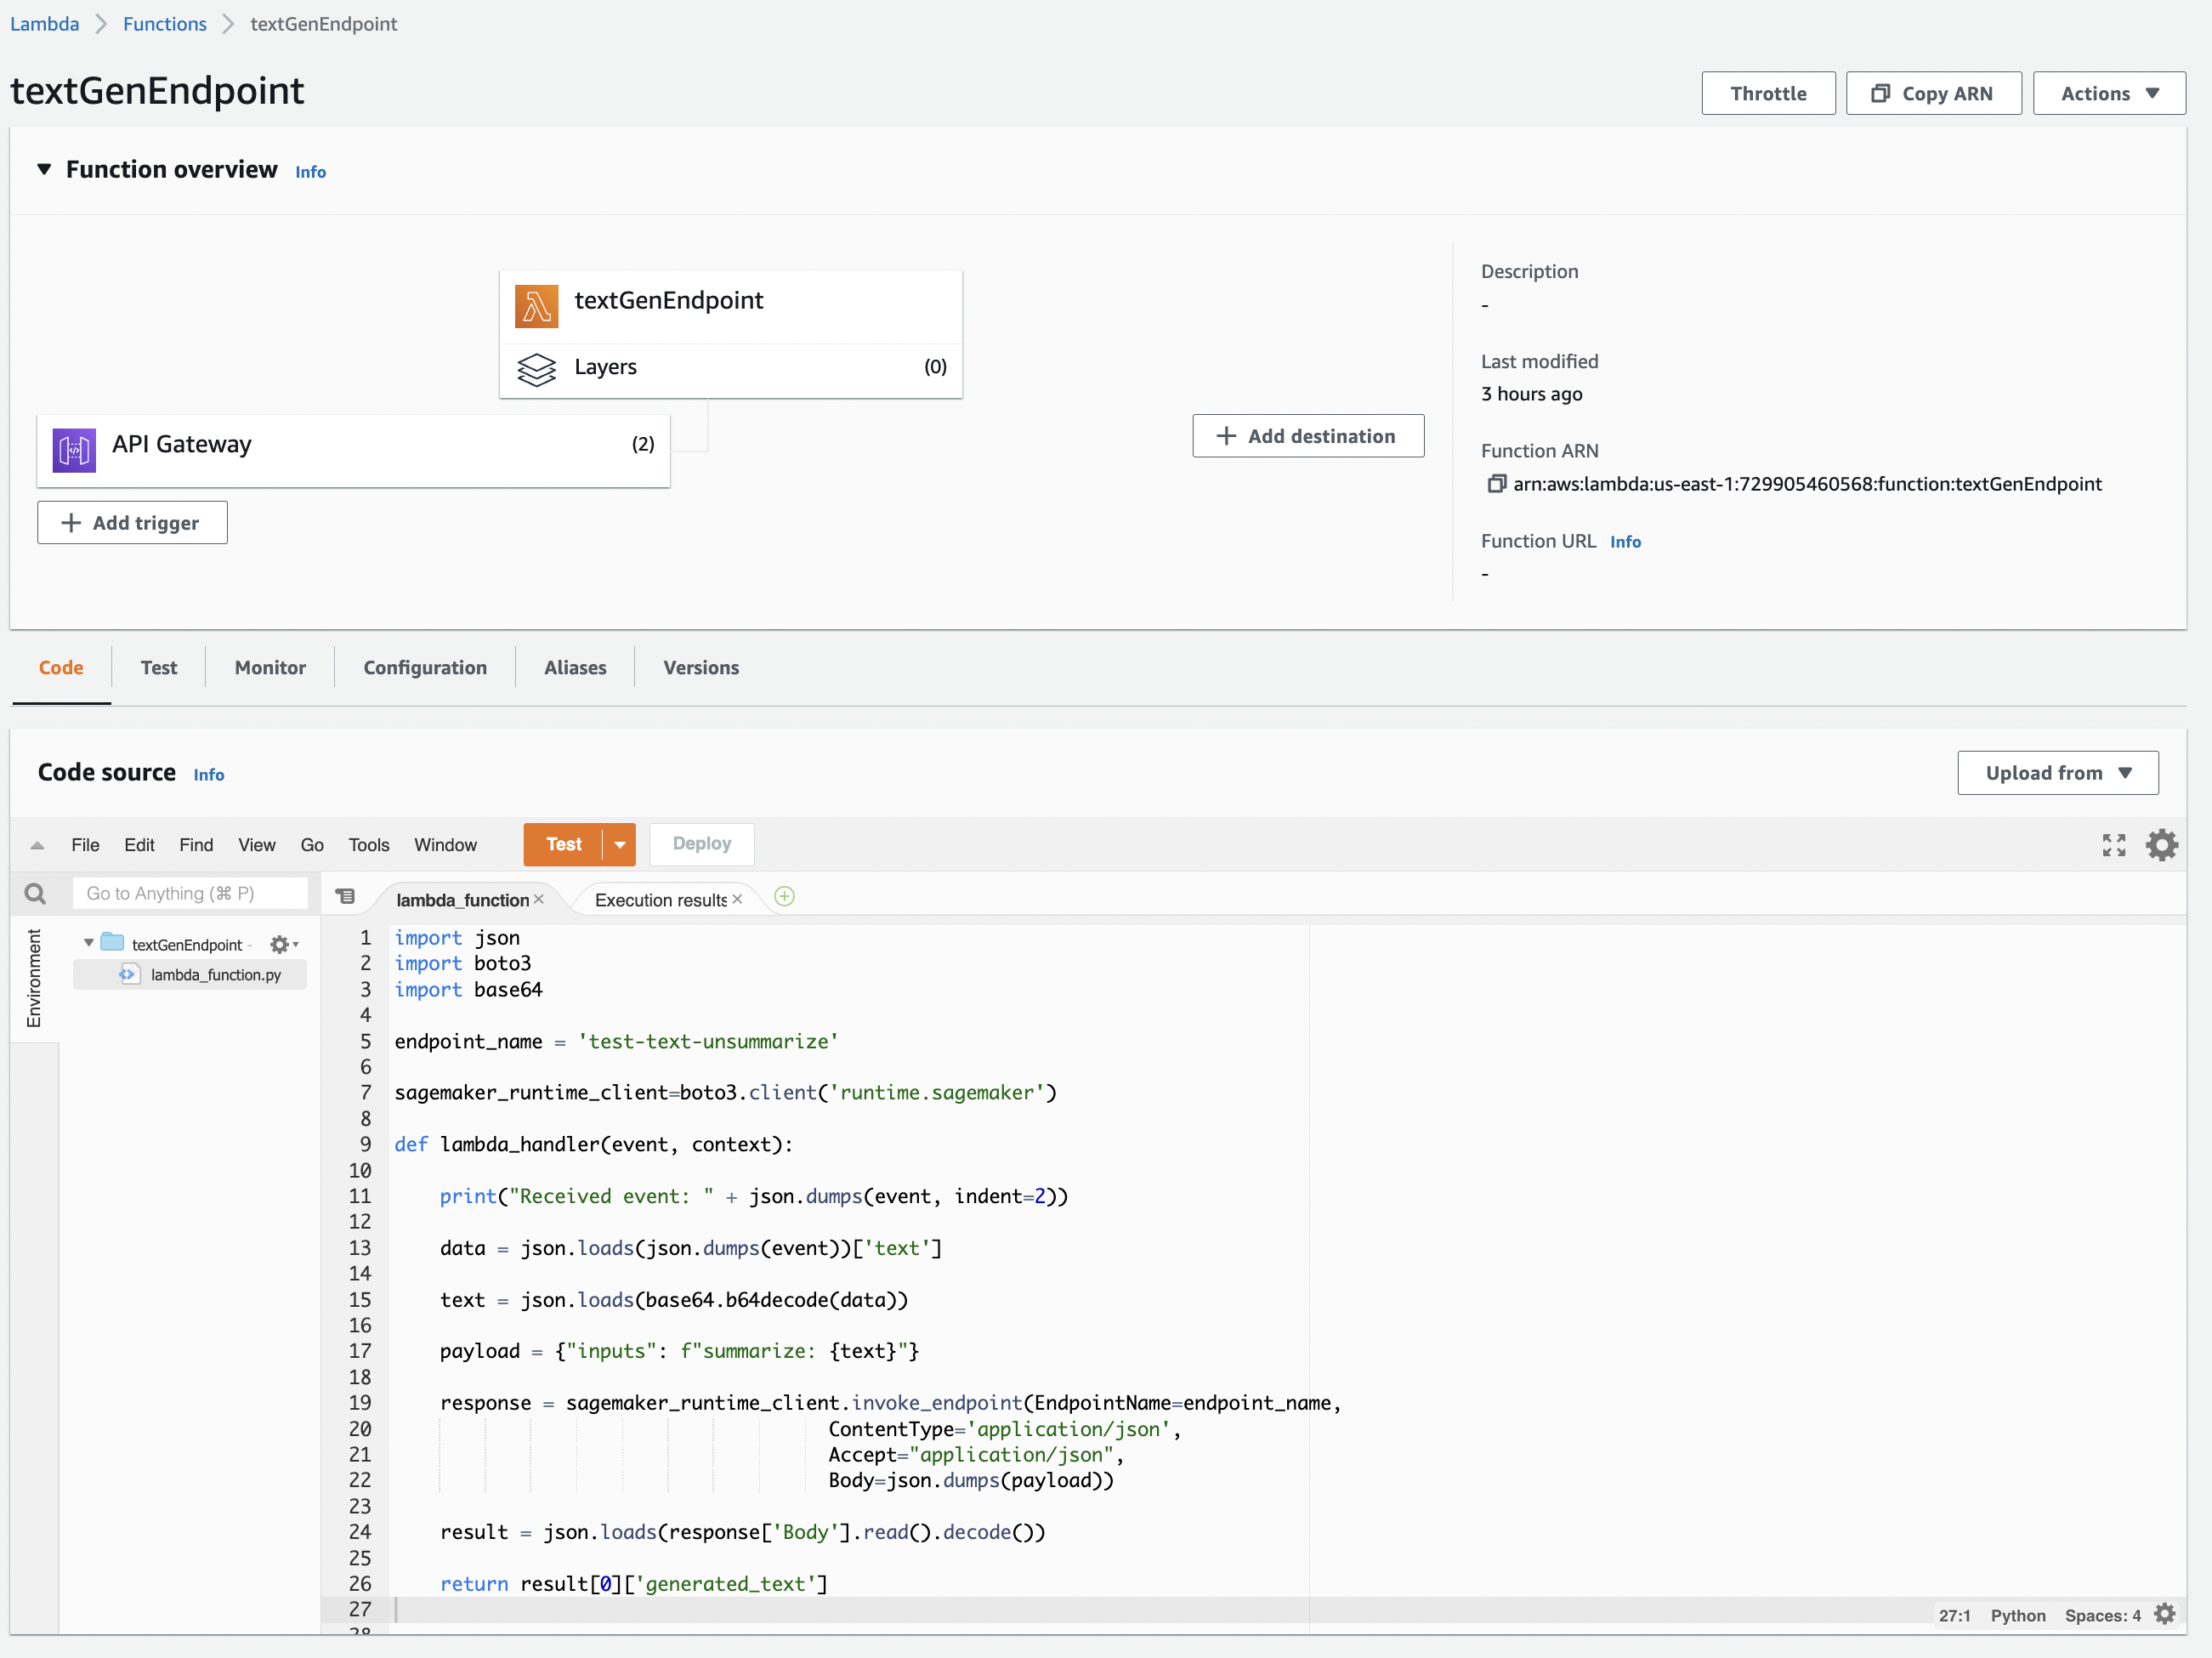 Lambda > Functions > textGenEndpoint
textGenEndpoint
Throttle
Copy ARN
Actions
Function overview Info
textGenEndpoint
Layers (0)
API Gateway (2)
+ Add trigger
+ Add destination
Description
-
Last modified
3 hours ago
Function ARN
arn:aws:lambda:us-east-1:729905460568:function:textGenEndpoint
Function URL Info
-
Code Test Monitor Configuration Aliases Versions
Code source Info
Upload from
File Edit Find View Go Tools Window Test Deploy
Go to Anything (⌘ P)
lambda_function × Execution results ×
Environment
textGenEndpoint -
lambda_function.py
1 import json
2 import boto3
3 import base64
4
5 endpoint_name = 'test-text-unsummarize'
6
7 sagemaker_runtime_client=boto3.client('runtime.sagemaker')
8
9 def lambda_handler(event, context):
10
11 print("Received event: " + json.dumps(event, indent=2))
12
13 data = json.loads(json.dumps(event))['text']
14
15 text = json.loads(base64.b64decode(data))
16
17 payload = {"inputs": f"summarize: {text}"}
18
19 response = sagemaker_runtime_client.invoke_endpoint(EndpointName=endpoint_name,
20 ContentType='application/json',
21 Accept="application/json",
22 Body=json.dumps(payload))
23
24 result = json.loads(response['Body'].read().decode())
25
26 return result[0]['generated_text']
27
28
27:1 Python Spaces: 4